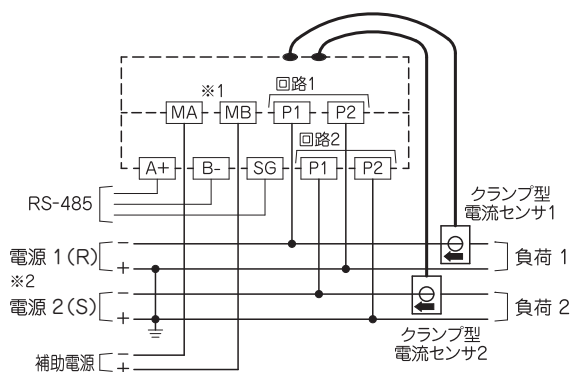 ※1
回路1
MA
MB
P1
P2
回路2
A+
B-
SG
P1
P2
RS-485
クランプ型
電流センサ1
電源 1(R)
−
+
負荷 1
※2
電源 2(S)
−
+
負荷 2
クランプ型
電流センサ2
補助電源
−
+